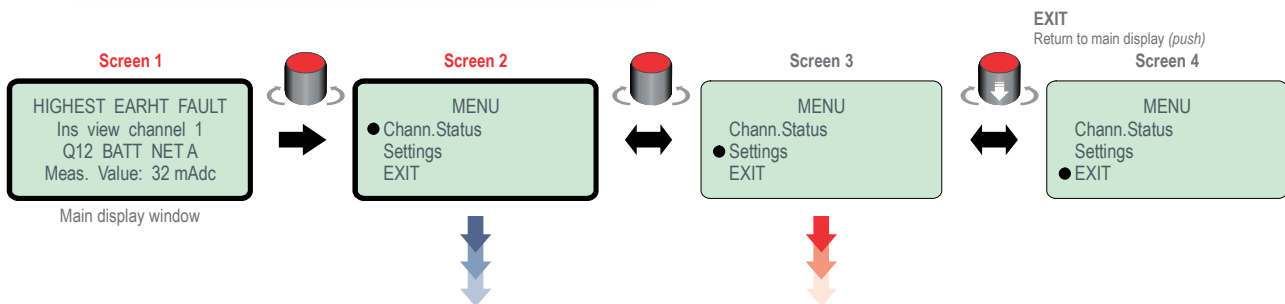 EXIT
Return to main display (push)
Screen 1
Screen 2
Screen 3
Screen 4
HIGHEST EARHT FAULT
Ins view channel 1
Q12 BATT NET A
Meas. Value: 32 mAdc
Main display window
MENU
Chann.Status
Settings
EXIT
MENU
Chann.Status
Settings
EXIT
MENU
Chann.Status
Settings
EXIT